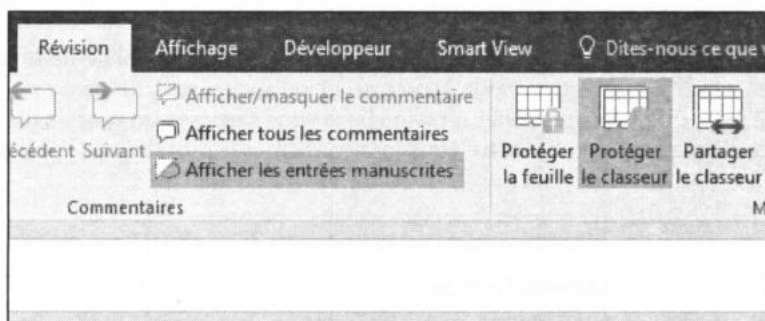 Révision Affichage Développeur Smart View Dites-nous ce que v
écédent Suivant
Afficher/masquer le commentaire
Afficher tous les commentaires
Afficher les entrées manuscrites
Commentaires
Protéger
la feuille
Protéger
le classeur
Partager
le classeur
M